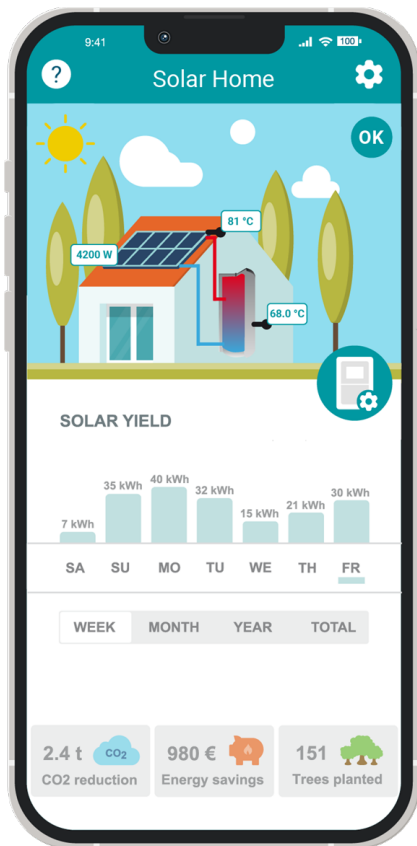 9:41
100
?
Solar Home
OK
81 °C
4200 W
68.0 °C
SOLAR YIELD
7 kWh 35 kWh 40 kWh 32 kWh 15 kWh 21 kWh 30 kWh
SA SU MO TU WE TH FR
WEEK MONTH YEAR TOTAL
2.4 t CO2 980 € 151
CO2 reduction Energy savings Trees planted